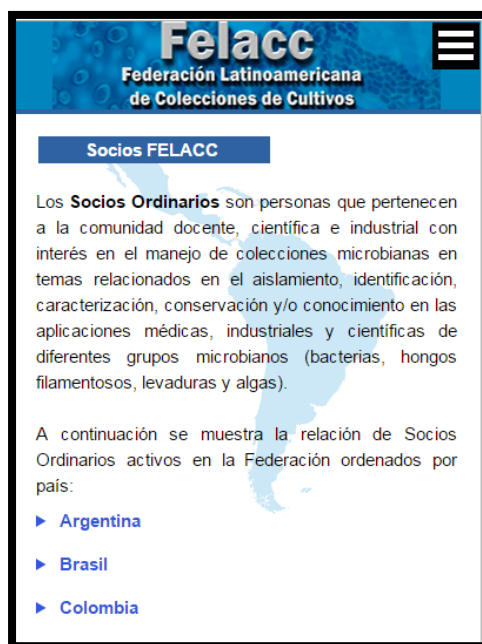 Felacc
Federación Latinoamericana
de Colecciones de Cultivos
Socios FELACC
Los Socios Ordinarios son personas que pertenecen
a la comunidad docente, científica e industrial con
interés en el manejo de colecciones microbianas en
temas relacionados en el aislamiento, identificación,
caracterización, conservación y/o conocimiento en las
aplicaciones médicas, industriales y científicas de
diferentes grupos microbianos (bacterias, hongos
filamentosos, levaduras y algas).
A continuación se muestra la relación de Socios
Ordinarios activos en la Federación ordenados por
país:
Argentina
Brasil
Colombia